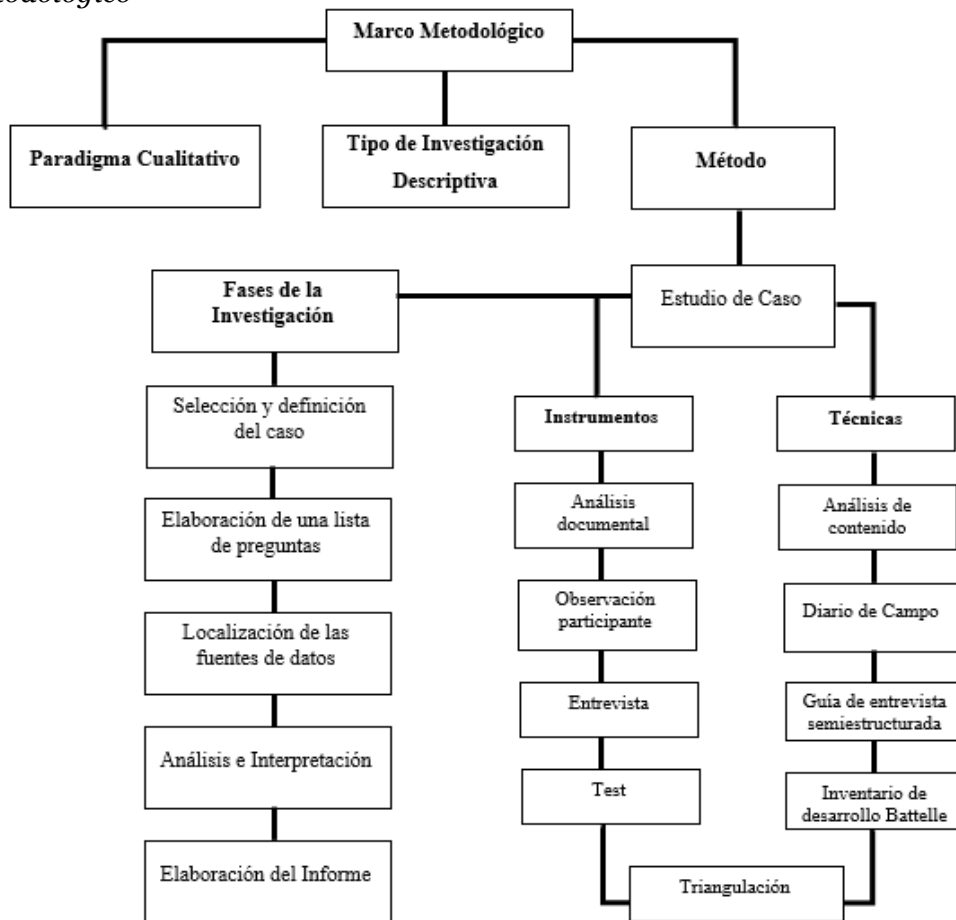 Marco Metodológico
Paradigma Cualitativo
Tipo de Investigación
Descriptiva
Método
Estudio de Caso
Fases de la
Investigación
Selección y definición
del caso
Elaboración de una lista
de preguntas
Localización de las
fuentes de datos
Análisis e Interpretación
Elaboración del Informe
Instrumentos
Análisis
documental
Observación
participante
Entrevista
Test
Técnicas
Análisis de
contenido
Diario de Campo
Guía de entrevista
semiestructurada
Inventario de
desarrollo Battelle
Triangulación